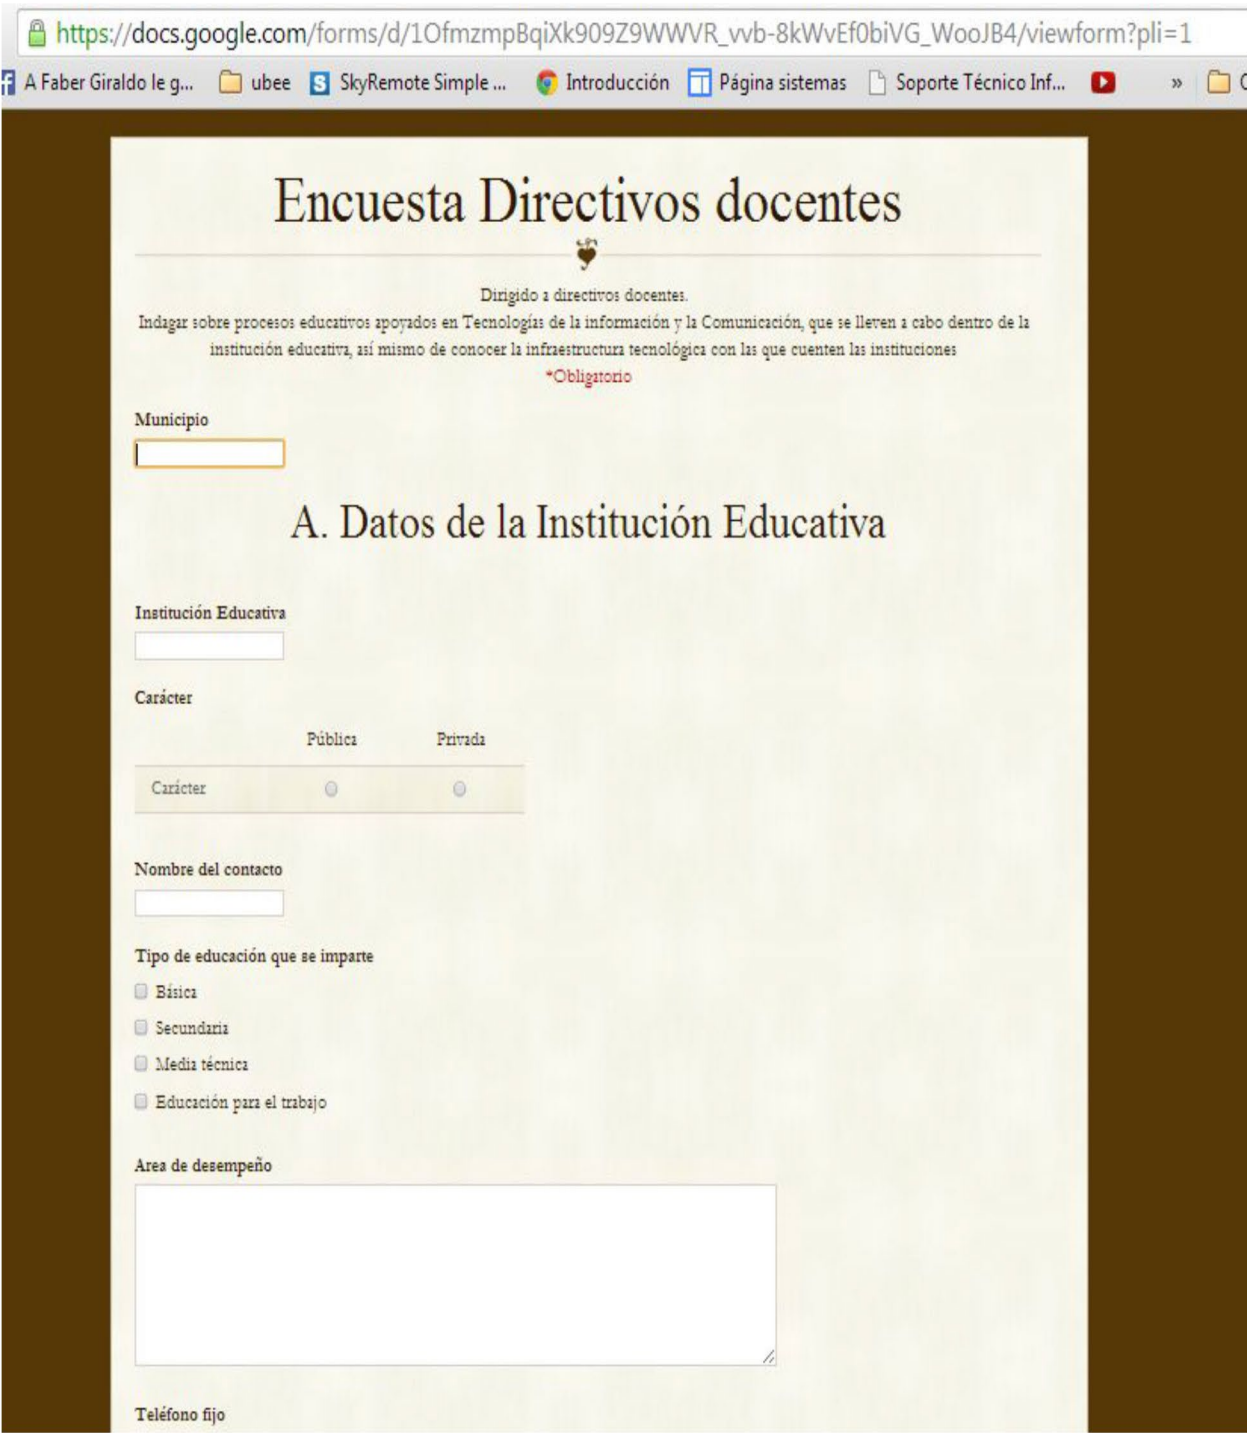 https://docs.google.com/forms/d/1OfmzmpBqiXk909Z9WWVR_vvb-8kWvEf0biVG_WooJB4/viewform?pli=1
A Faber Giraldo le g... ubee SkyRemote Simple ... Introducción Página sistemas Soporte Técnico Inf... »
Encuesta Directivos docentes
Dirigido a directivos docentes.
Indagar sobre procesos educativos apoyados en Tecnologías de la información y la Comunicación, que se lleven a cabo dentro de la
institución educativa, así mismo de conocer la infraestructura tecnológica con las que cuenten las instituciones
*Obligatorio
Municipio
A. Datos de la Institución Educativa
Institución Educativa
Carácter
Pública Privada
Carácter
Nombre del contacto
Tipo de educación que se imparte
Básica
Secundaria
Media técnica
Educación para el trabajo
Area de desempeño
Teléfono fijo